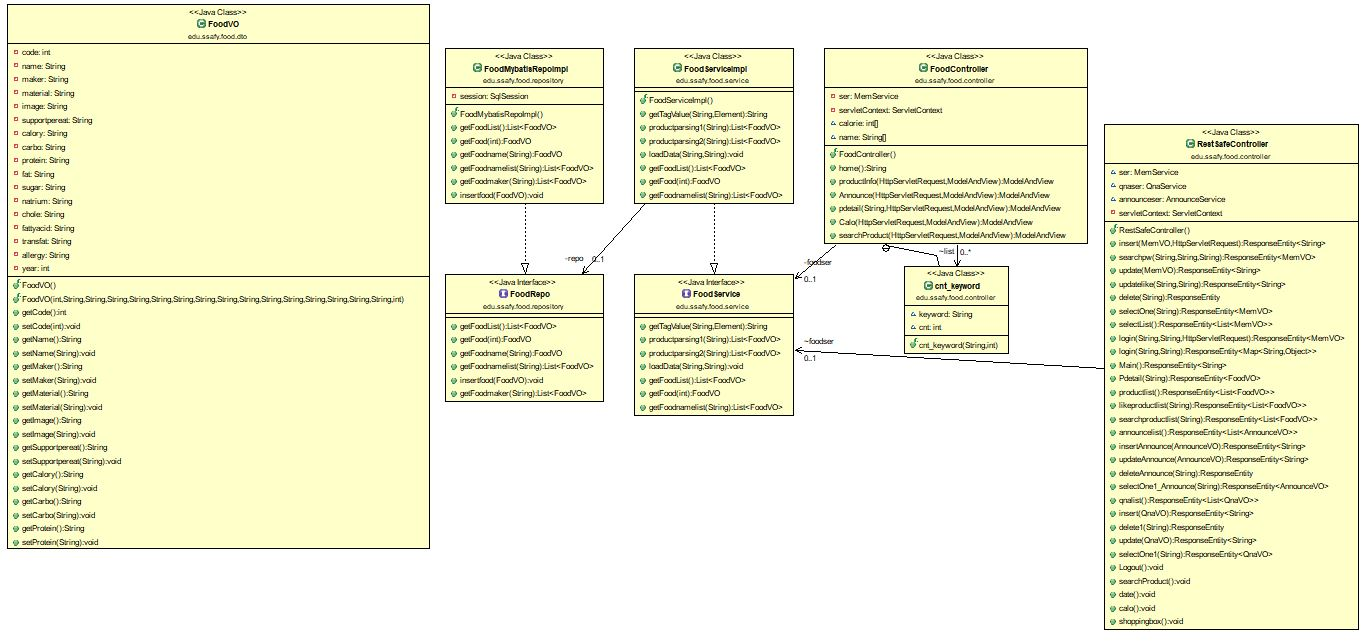 <<Java Class>>
FoodVO
edu.ssafy.food.dto
code: int
name: String
maker: String
material: String
image: String
supportpereat: String
calory: String
carbo: String
protein: String
fat: String
sugar: String
natrium: String
chole: String
fattyacid: String
transfat: String
allergy: String
year: int
FoodVO()
FoodVO(int,String,String,String,String,String,String,String,String,String,String,String,String,String,String,String,int)
getCode():int
setCode(int):void
getName():String
setName(String):void
getMaker():String
setMaker(String):void
getMaterial():String
setMaterial(String):void
getImage():String
setImage(String):void
getSupportpereat():String
setSupportpereat(String):void
getCalory():String
setCalory(String):void
getCarbo():String
setCarbo(String):void
getProtein():String
setProtein(String):void
<<Java Class>>
FoodMybatisRepoImpl
edu.ssafy.food.repository
session: SqlSession
FoodMybatisRepoImpl()
getFoodList():List<FoodVO>
getFood(int):FoodVO
getFoodname(String):FoodVO
getFoodnamelist(String):List<FoodVO>
getFoodmaker(String):List<FoodVO>
insertfood(FoodVO):void
<<Java Class>>
FoodServiceImpl
edu.ssafy.food.service
FoodServiceImpl()
getTagValue(String,Element):String
productparsing1(String):List<FoodVO>
productparsing2(String):List<FoodVO>
loadData(String,String):void
getFoodList():List<FoodVO>
getFood(int):FoodVO
getFoodnamelist(String):List<FoodVO>
<<Java Class>>
FoodController
edu.ssafy.food.controller
ser: MemService
servletContext: ServletContext
calorie: int[]
name: String[]
FoodController()
home():String
productInfo(HttpServletRequest,ModelAndView):ModelAndView
Announce(HttpServletRequest,ModelAndView):ModelAndView
pdetail(String,HttpServletRequest,ModelAndView):ModelAndView
Calo(HttpServletRequest,ModelAndView):ModelAndView
searchProduct(HttpServletRequest,ModelAndView):ModelAndView
-repo
0..1
-foodser
0..1
~list
0..*
<<Java Interface>>
FoodRepo
edu.ssafy.food.repository
getFoodList():List<FoodVO>
getFood(int):FoodVO
getFoodname(String):FoodVO
getFoodnamelist(String):List<FoodVO>
insertfood(FoodVO):void
getFoodmaker(String):List<FoodVO>
<<Java Interface>>
FoodService
edu.ssafy.food.service
getTagValue(String,Element):String
productparsing1(String):List<FoodVO>
productparsing2(String):List<FoodVO>
loadData(String,String):void
getFoodList():List<FoodVO>
getFood(int):FoodVO
getFoodnamelist(String):List<FoodVO>
<<Java Class>>
cnt_keyword
edu.ssafy.food.controller
keyword: String
cnt: int
cnt_keyword(String,int)
~foodser
0..1
<<Java Class>>
RestSafeController
edu.ssafy.food.controller
ser: MemService
qnaser: QnaService
announceser: AnnounceService
servletContext: ServletContext
RestSafeController()
insert(MemVO,HttpServletRequest):ResponseEntity<String>
searchpw(String,String,String):ResponseEntity<MemVO>
update(MemVO):ResponseEntity<String>
updatelike(String,String):ResponseEntity<String>
delete(String):ResponseEntity
selectOne(String):ResponseEntity<MemVO>
selectList():ResponseEntity<List<MemVO>>
login(String,String,HttpServletRequest):ResponseEntity<MemVO>
login(String,String):ResponseEntity<Map<String,Object>>
Main():ResponseEntity<String>
Pdetail(String):ResponseEntity<FoodVO>
productlist():ResponseEntity<List<FoodVO>>
likeproductlist(String):ResponseEntity<List<FoodVO>>
searchproductlist(String):ResponseEntity<List<FoodVO>>
announcelist():ResponseEntity<List<AnnounceVO>>
insertAnnounce(AnnounceVO):ResponseEntity<String>
updateAnnounce(AnnounceVO):ResponseEntity<String>
deleteAnnounce(String):ResponseEntity
selectOne1_Announce(String):ResponseEntity<AnnounceVO>
qnalist():ResponseEntity<List<QnaVO>>
insert(QnaVO):ResponseEntity<String>
delete1(String):ResponseEntity
update(QnaVO):ResponseEntity<String>
selectOne1(String):ResponseEntity<QnaVO>
Logout():void
searchProduct():void
date():void
calo():void
shoppingbox():void